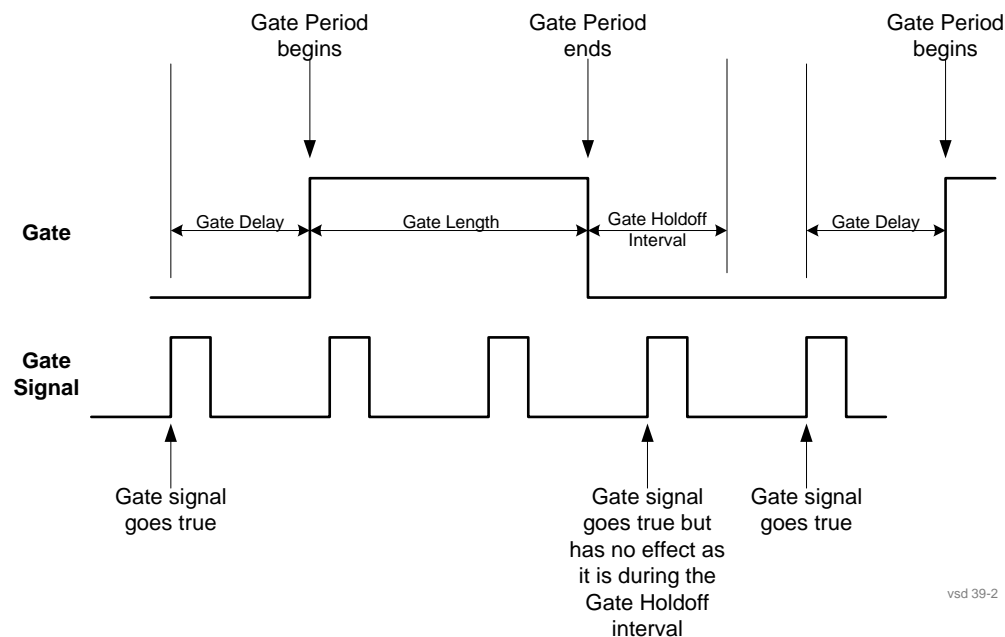 Gate Period
begins
Gate Period
ends
Gate Period
begins
Gate
Gate Delay
Gate Length
Gate Holdoff
Interval
Gate Delay
Gate
Signal
Gate signal
goes true
Gate signal
goes true but
has no effect as
it is during the
Gate Holdoff
interval
Gate signal
goes true
vsd 39-2